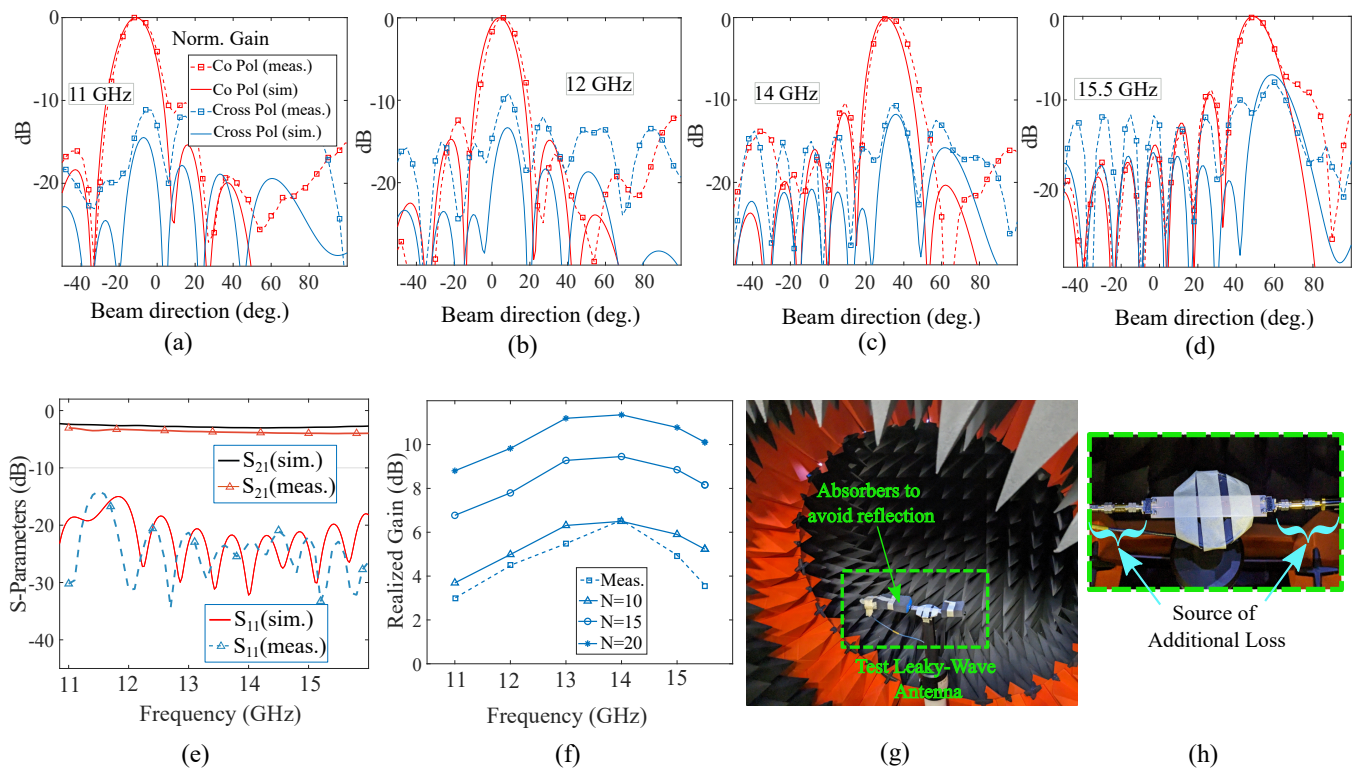 0
-10
-20
dB
Norm. Gain
Co Pol (meas.)
Co Pol (sim)
Cross Pol (meas.)
Cross Pol (sim.)
11 GHz
-40 -20 0 20 40 60 80
Beam direction (deg.)
(a)
0
-10
-20
dB
12 GHz
-40 -20 0 20 40 60 80
Beam direction (deg.)
(b)
0
-10
-20
dB
14 GHz
-40 -20 0 20 40 60 80
Beam direction (deg.)
(c)
0
-10
-20
dB
15.5 GHz
-40 -20 0 20 40 60 80
Beam direction (deg.)
(d)
0
-10
-20
-30
-40
S-Parameters (dB)
S21(sim.)
S21(meas.)
S11(sim.)
S11(meas.)
11 12 13 14 15
Frequency (GHz)
(e)
10
8
6
4
2
0
Realized Gain (dB)
Meas.
N=10
N=15
N=20
11 12 13 14 15
Frequency (GHz)
(f)
Absorbers to
avoid reflection
Test Leaky-Wave
Antenna
(g)
Source of
Additional Loss
(h)